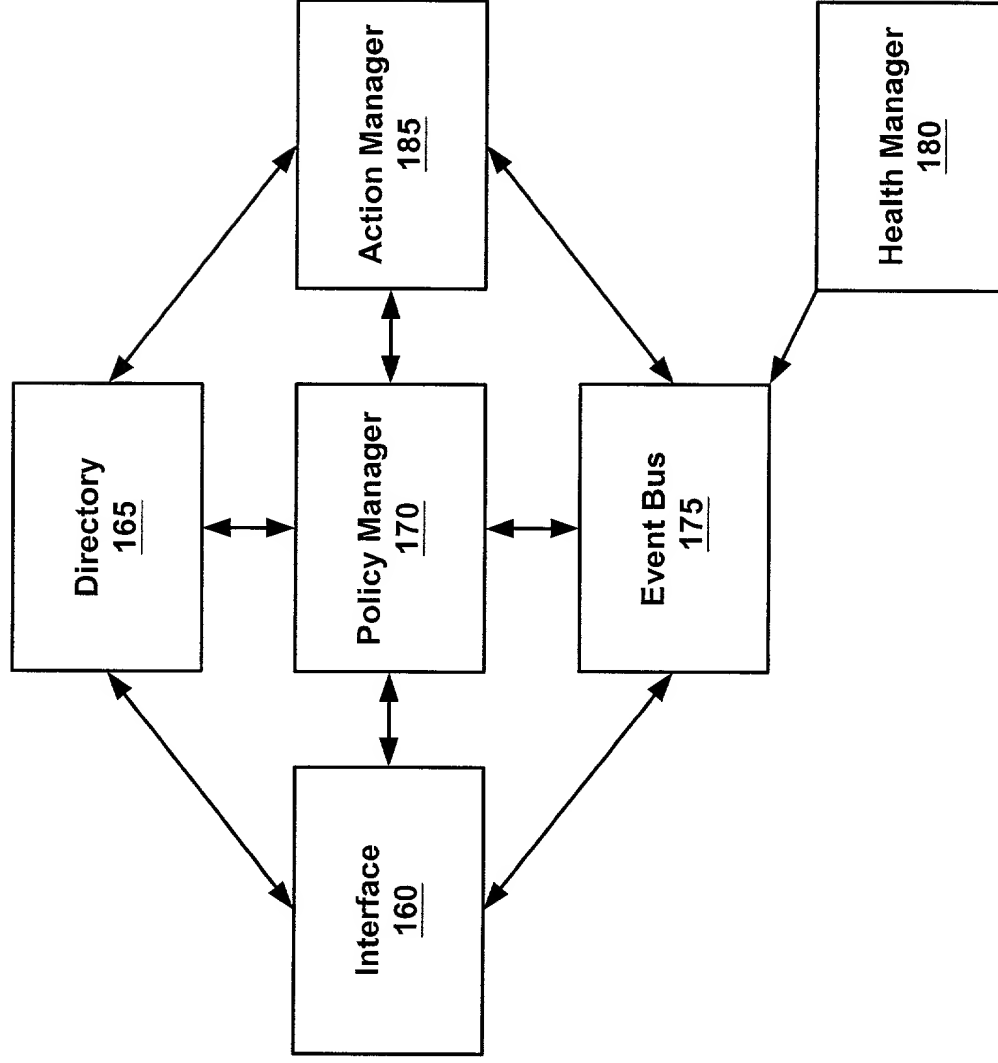 Directory
165
Interface
160
Policy Manager
170
Action Manager
185
Event Bus
175
Health Manager
180